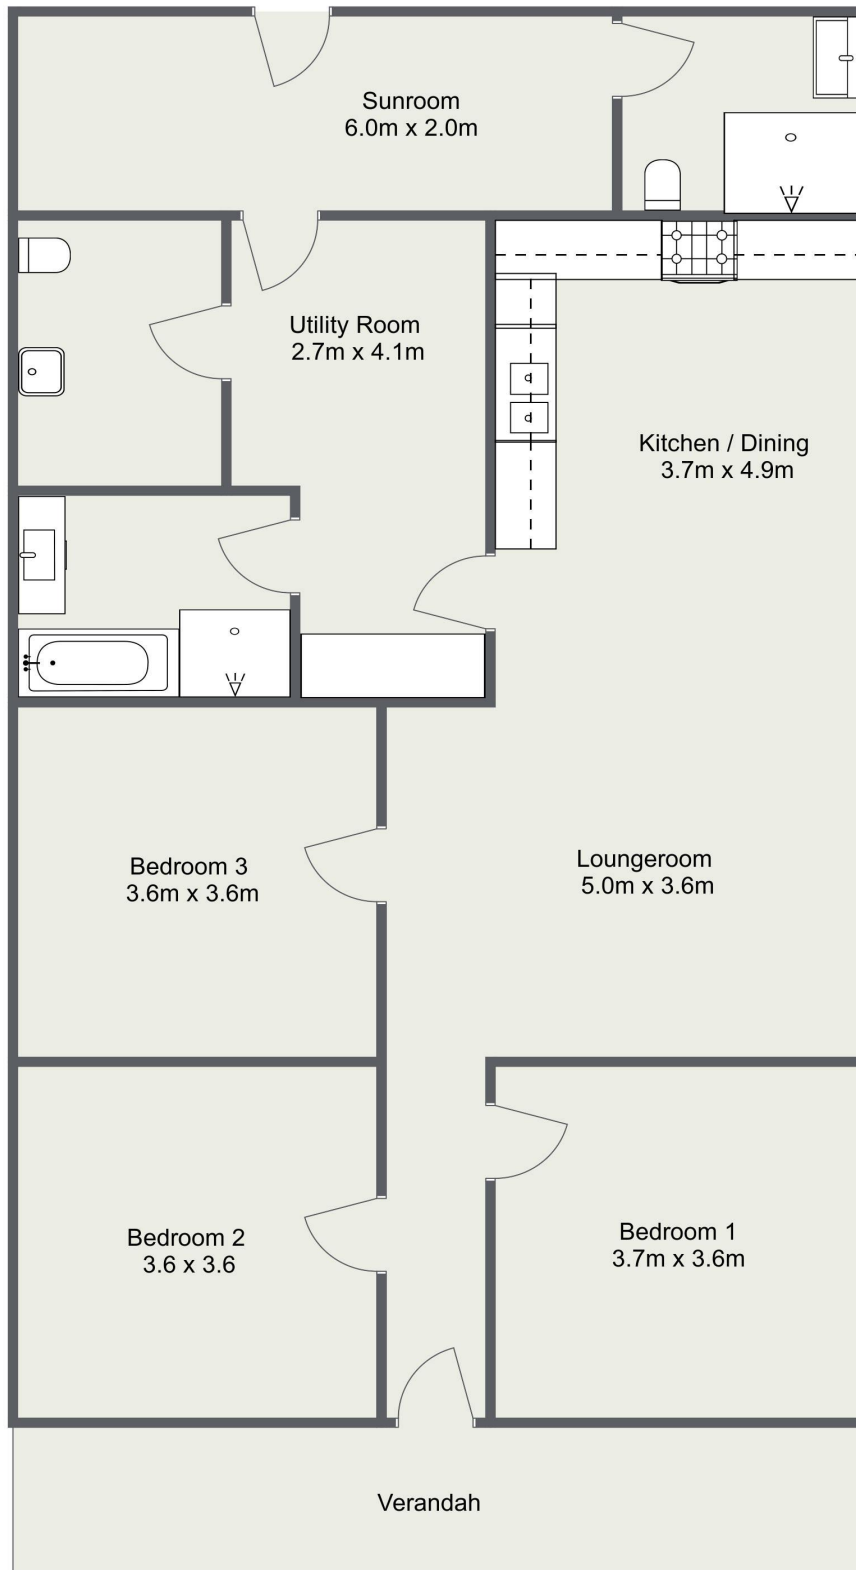 Sunroom
6.0m x 2.0m
Utility Room
2.7m x 4.1m
Kitchen / Dining
3.7m x 4.9m
Bedroom 3
3.6m x 3.6m
Loungeroom
5.0m x 3.6m
Bedroom 2
3.6 x 3.6
Bedroom 1
3.7m x 3.6m
Verandah